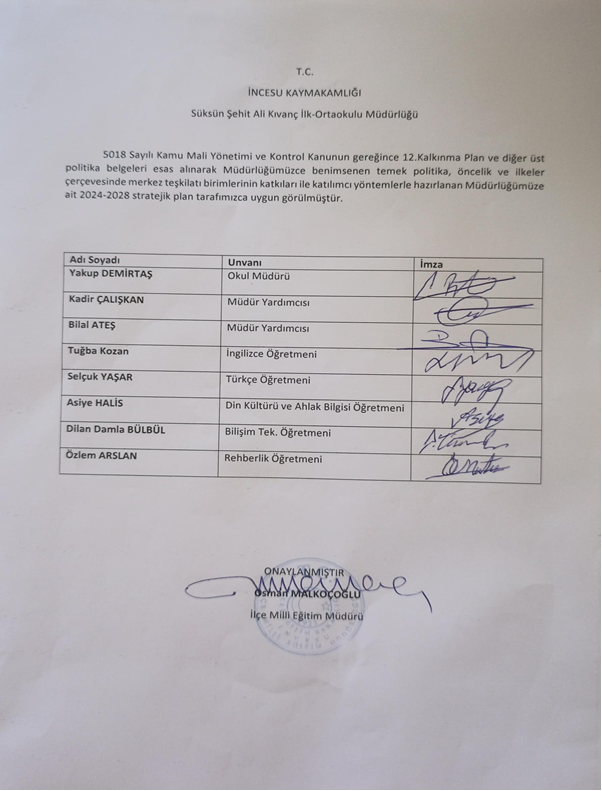 T.C.
İNCESU KAYMAKAMLIĞI
Süksün Şehit Ali Kıvanç İlk-Ortaokulu Müdürlüğü
5018 Sayılı Kamu Mali Yönetimi ve Kontrol Kanunun gereğince 12.Kalkınma Plan ve diğer üst
politika belgeleri esas alınarak Müdürlüğümüzce benimsenen temek politika, öncelik ve ilkeler
çerçevesinde merkez teşkilatı birimlerinin katkıları ile katılımcı yöntemlerle hazırlanan Müdürlüğümüze
ait 2024-2028 stratejik plan tarafımızca uygun görülmüştür.
Adı Soyadı Unvanı İmza
Yakup DEMİRTAŞ Okul Müdürü
Kadir ÇALIŞKAN Müdür Yardımcısı
Bilal ATEŞ Müdür Yardımcısı
Tuğba Kozan İngilizce Öğretmeni
Selçuk YAŞAR Türkçe Öğretmeni
Asiye HALİS Din Kültürü ve Ahlak Bilgisi Öğretmeni Asiye
Dilan Damla BÜLBÜL Bilişim Tek. Öğretmeni
Özlem ARSLAN Rehberlik Öğretmeni
ONAYLANMIŞTIR
Osman MALKOÇOĞLU
İlçe Milli Eğitim Müdürü